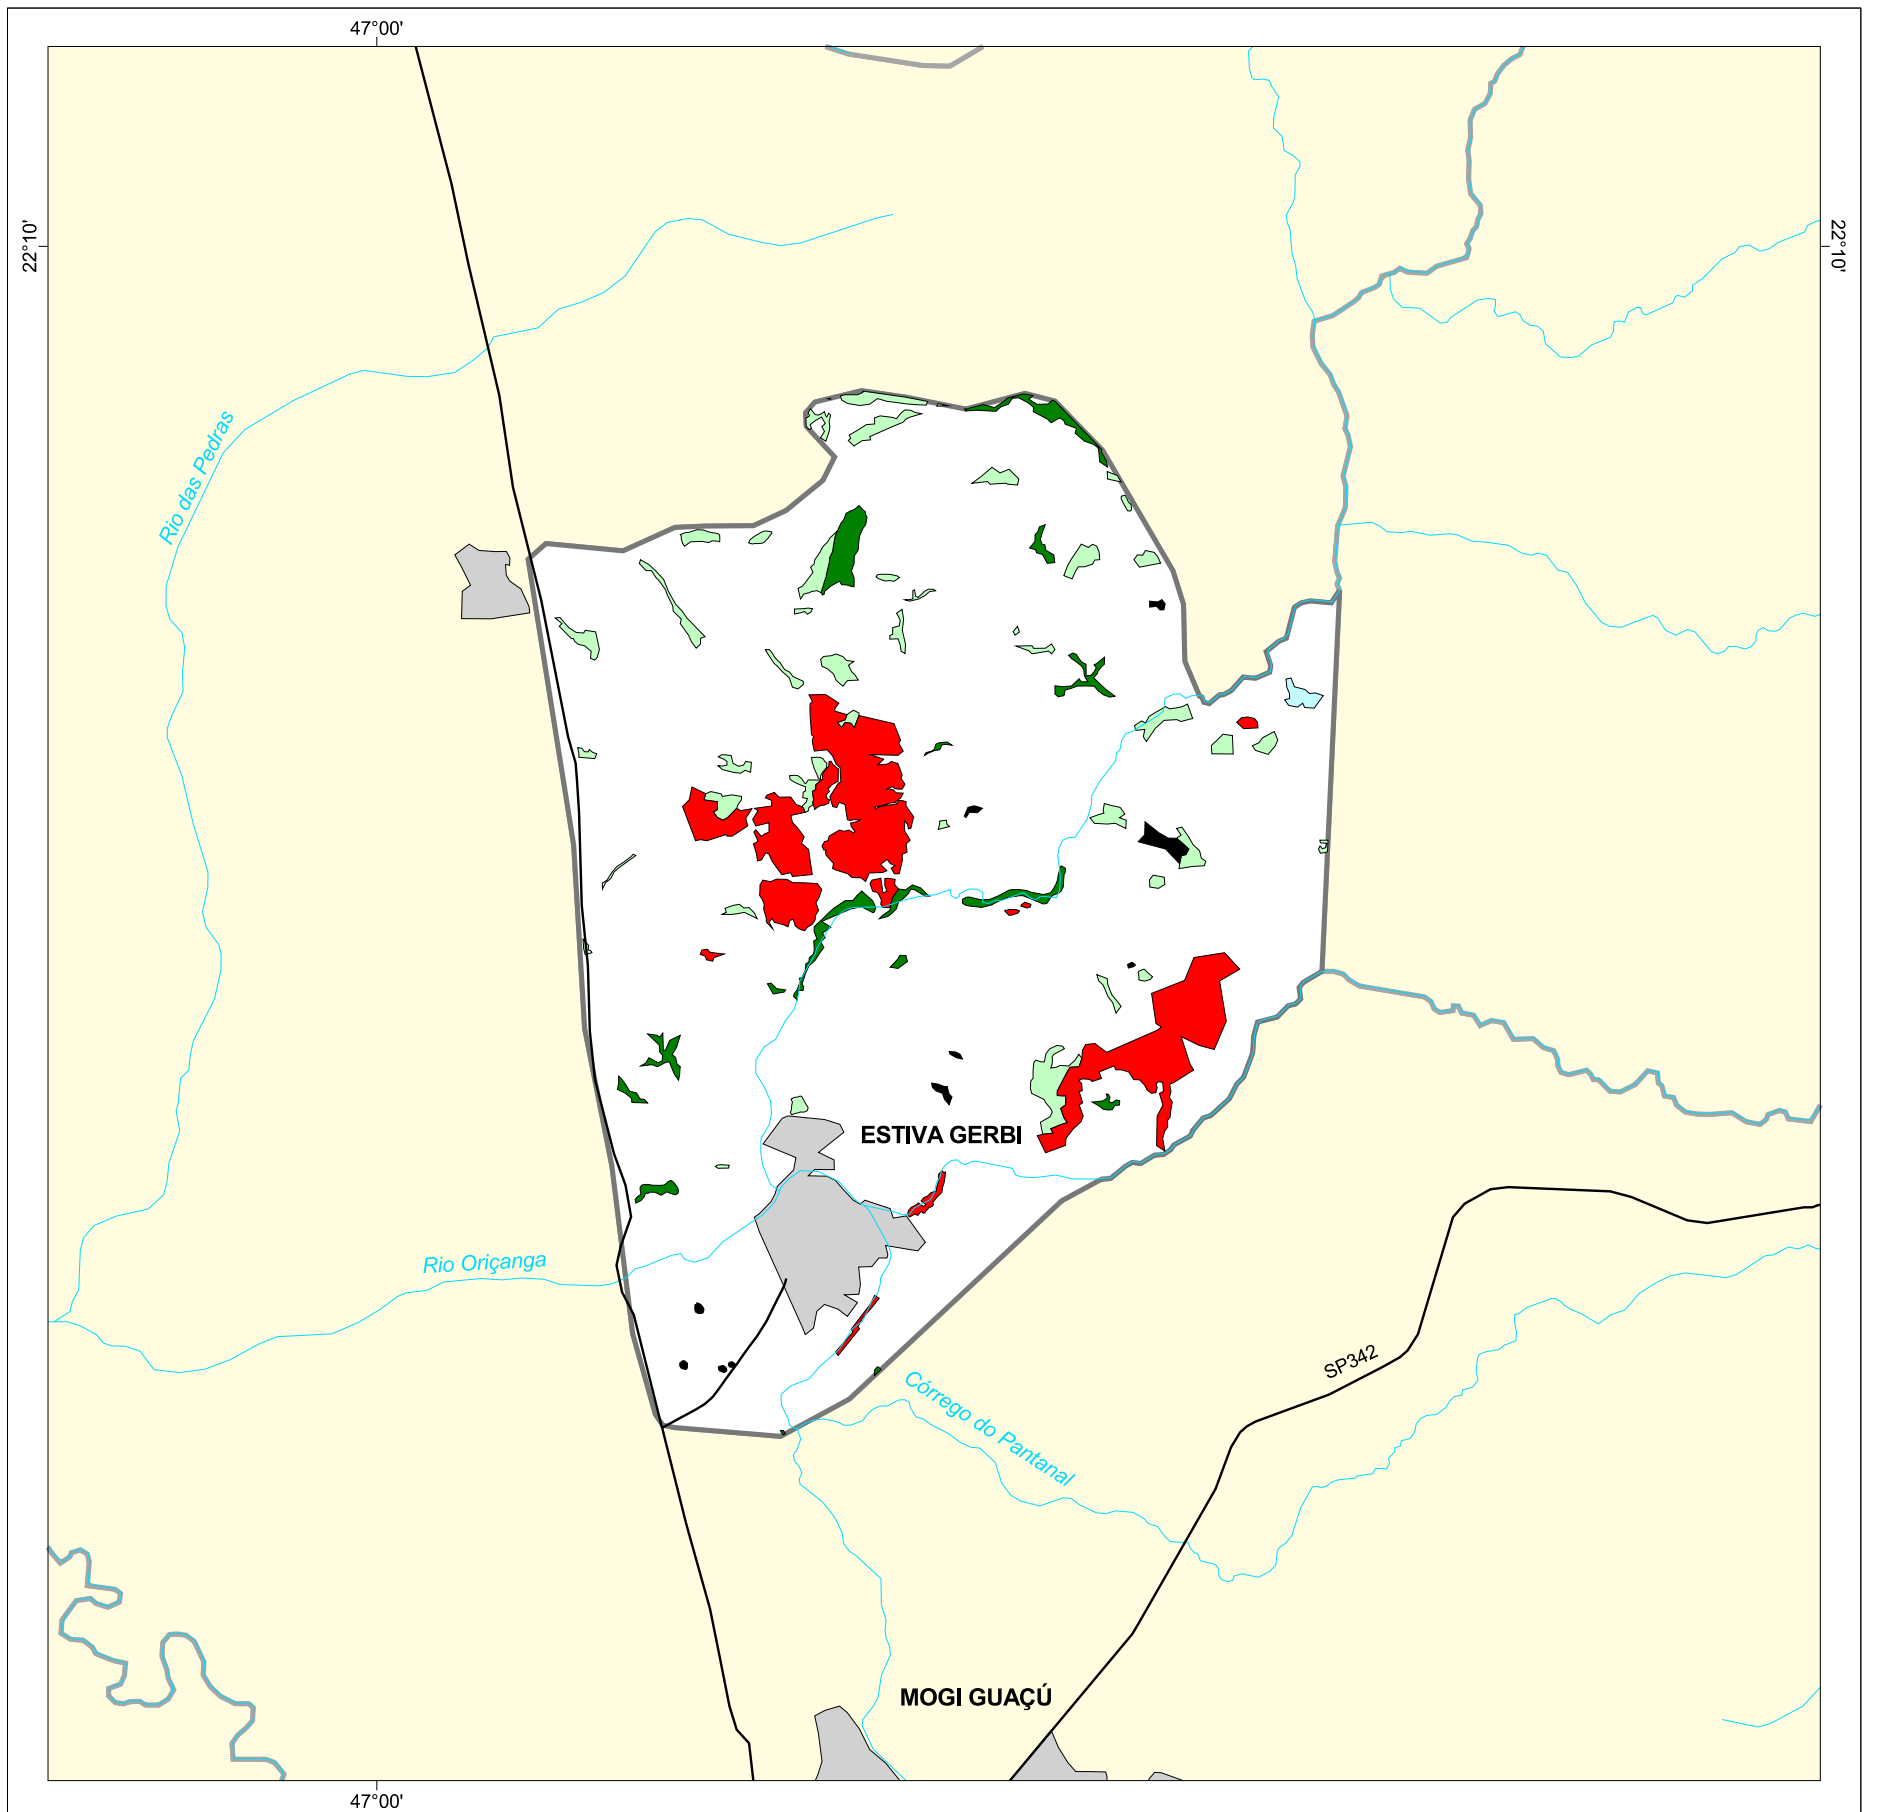 47°00'
22°10'
22°10'
Rio das Pedras
ESTIVA GERBI
Rio Oriçanga
SP342
Córrego do Pantanal
MOGI GUAÇÚ
47°00'